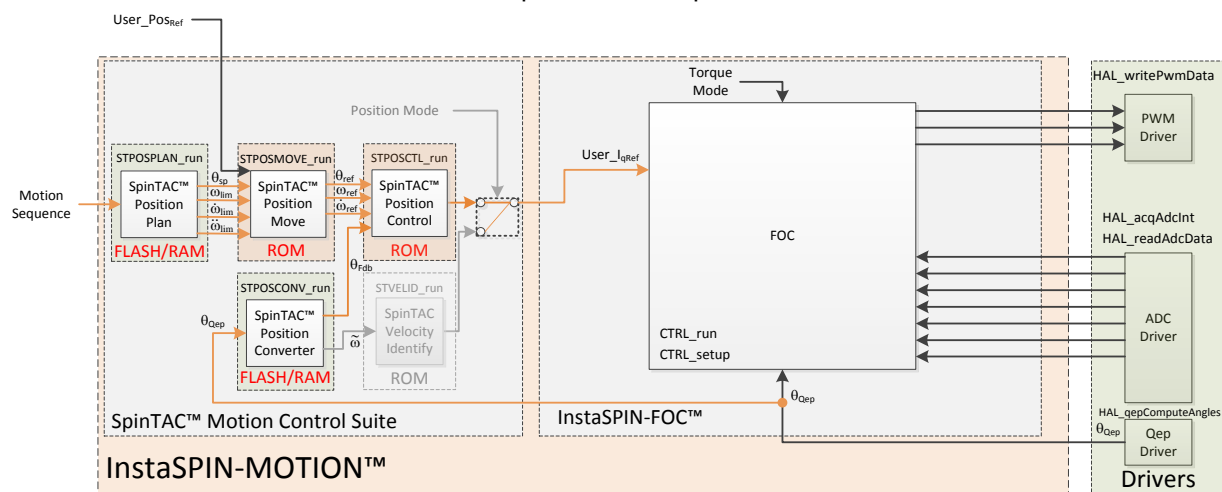 User_PosRef
Torque
Mode
HAL_writePwmData
PWM
Driver
Position Mode
User_IqRef
STPOSPLAN_run
STPOSMOVE_run
STPOSCTL_run
Motion
Sequence
SpinTAC™
Position
Plan
θsp
ωlim
ω̇lim
ω̈lim
SpinTAC™
Position
Move
θref
ωref
ω̇ref
SpinTAC™
Position
Control
FLASH/RAM
ROM
ROM
FOC
HAL_acqAdcInt
HAL_readAdcData
ADC
Driver
θFdb
STPOSCONV_run
STVELID_run
θQep
SpinTAC™
Position
Converter
ω̃
SpinTAC
Velocity
Identify
FLASH/RAM
ROM
CTRL_run
CTRL_setup
θQep
HAL_qepComputeAngles
θQep
Qep
Driver
SpinTAC™ Motion Control Suite
InstaSPIN-FOC™
InstaSPIN-MOTION™
Drivers